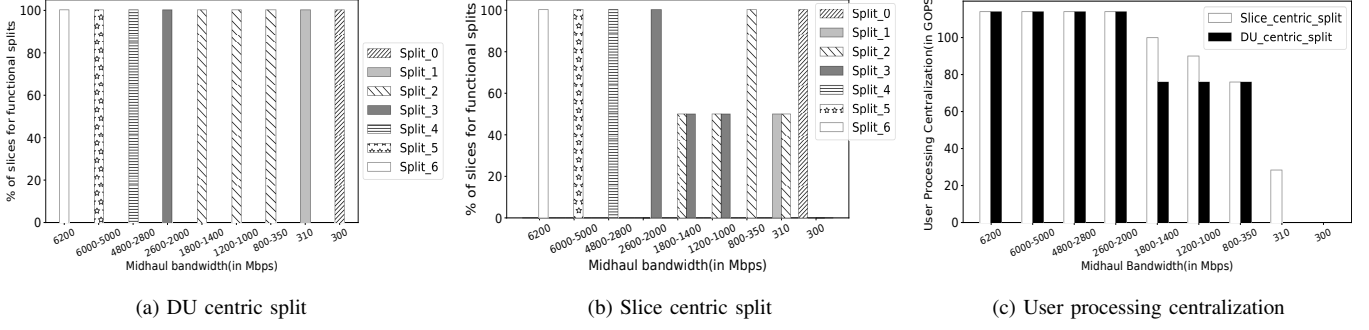 % of slices for functional splits
100
80
60
40
20
0
6200
6000-5000
4800-2800
2600-2000
1800-1400
1200-1000
800-350
310
300
Midhaul bandwidth(in Mbps)
Split_0
Split_1
Split_2
Split_3
Split_4
Split_5
Split_6
(a) DU centric split
% of slices for functional splits
100
80
60
40
20
0
6200
6000-5000
4800-2800
2600-2000
1800-1400
1200-1000
800-350
310
300
Midhaul bandwidth(in Mbps)
Split_0
Split_1
Split_2
Split_3
Split_4
Split_5
Split_6
(b) Slice centric split
User Processing Centralization(in GOPS)
100
80
60
40
20
0
6200
6000-5000
4800-2800
2600-2000
1800-1400
1200-1000
800-350
310
300
Midhaul Bandwidth(in Mbps)
Slice_centric_split
DU_centric_split
(c) User processing centralization